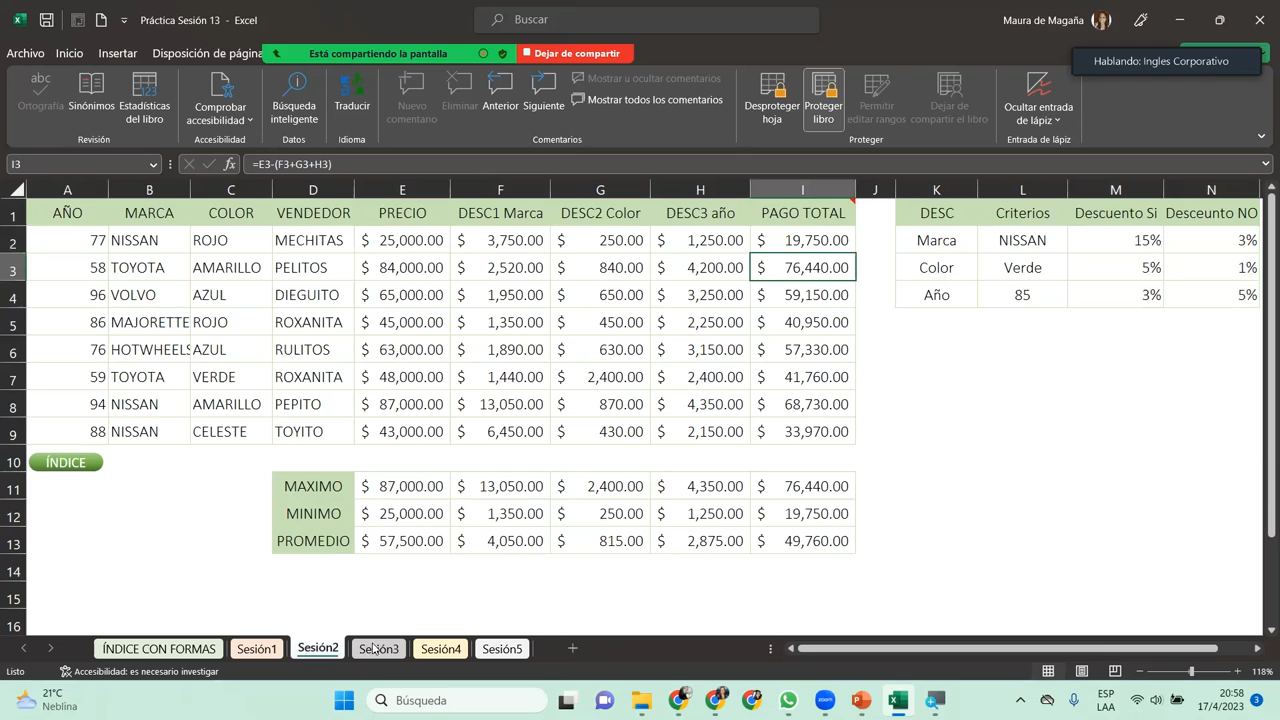 Práctica Sesión 13 - Excel
Buscar
Maura de Magaña
Archivo Inicio Insertar Disposición de página
Está compartiendo la pantalla
Dejar de compartir
Hablando: Ingles Corporativo
abc
Ortografía
Sinónimos
Estadísticas
del libro
Comprobar
accesibilidad
Búsqueda
inteligente
Traducir
Nuevo
comentario
Eliminar
Anterior
Siguiente
Mostrar u ocultar comentario
Mostrar todos los comentarios
Desproteger
hoja
Proteger
libro
Permitir
editar rangos
Dejar de
compartir el libro
Ocultar entrada
de lápiz
Revisión Accesibilidad Datos Idioma Comentarios Proteger Entrada de lápiz
I3 fx =E3-(F3+G3+H3)
A B C D E F G H I J K L M N
1 AÑO MARCA COLOR VENDEDOR PRECIO DESC1 Marca DESC2 Color DESC3 año PAGO TOTAL DESC Criterios Descuento Si Desceunto NO
2 77 NISSAN ROJO MECHITAS $ 25,000.00 $ 3,750.00 $ 250.00 $ 1,250.00 $ 19,750.00 Marca NISSAN 15% 3%
3 58 TOYOTA AMARILLO PELITOS $ 84,000.00 $ 2,520.00 $ 840.00 $ 4,200.00 $ 76,440.00 Color Verde 5% 1%
4 96 VOLVO AZUL DIEGUITO $ 65,000.00 $ 1,950.00 $ 650.00 $ 3,250.00 $ 59,150.00 Año 85 3% 5%
5 86 MAJORETTE ROJO ROXANITA $ 45,000.00 $ 1,350.00 $ 450.00 $ 2,250.00 $ 40,950.00
6 76 HOTWHEELS AZUL RULITOS $ 63,000.00 $ 1,890.00 $ 630.00 $ 3,150.00 $ 57,330.00
7 59 TOYOTA VERDE ROXANITA $ 48,000.00 $ 1,440.00 $ 2,400.00 $ 2,400.00 $ 41,760.00
8 94 NISSAN AMARILLO PEPITO $ 87,000.00 $ 13,050.00 $ 870.00 $ 4,350.00 $ 68,730.00
9 88 NISSAN CELESTE TOYITO $ 43,000.00 $ 6,450.00 $ 430.00 $ 2,150.00 $ 33,970.00
10 ÍNDICE
11 MAXIMO $ 87,000.00 $ 13,050.00 $ 2,400.00 $ 4,350.00 $ 76,440.00
12 MINIMO $ 25,000.00 $ 1,350.00 $ 250.00 $ 1,250.00 $ 19,750.00
13 PROMEDIO $ 57,500.00 $ 4,050.00 $ 815.00 $ 2,875.00 $ 49,760.00
14
15
16
ÍNDICE CON FORMAS Sesión1 Sesión2 Sesión3 Sesión4 Sesión5
Listo Accesibilidad: es necesario investigar 118%
21°C
Neblina
Búsqueda
zoom
ESP
LAA
20:58
17/4/2023
3